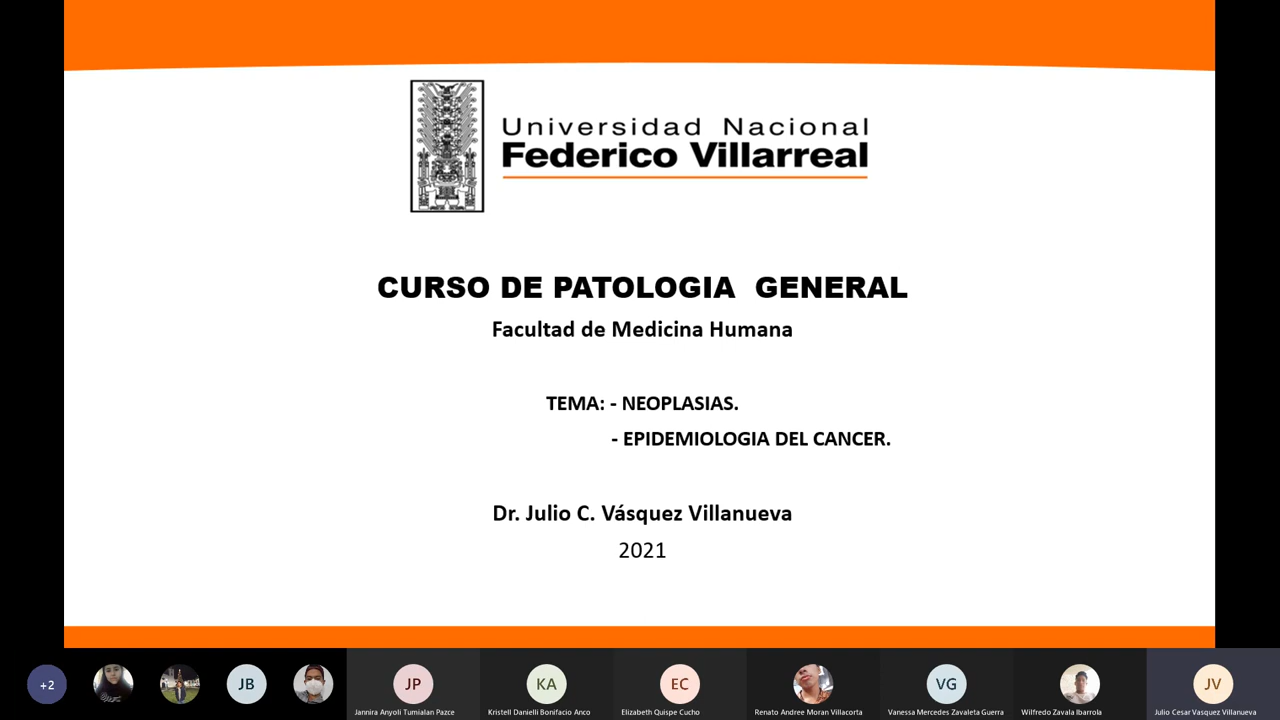 Universidad Nacional
Federico Villarreal
CURSO DE PATOLOGIA GENERAL
Facultad de Medicina Humana
TEMA: - NEOPLASIAS.
- EPIDEMIOLOGIA DEL CANCER.
Dr. Julio C. Vásquez Villanueva
2021
+2
JB
JP
KA
EC
VG
JV
Jannira Anyoli Tumialan Pazce
Kristell Danielli Bonifacio Anco
Elizabeth Quispe Cucho
Renato Andree Moran Villacorta
Vanessa Mercedes Zavaleta Guerra
Wilfredo Zavala Ibarrola
Julio Cesar Vasquez Villanueva